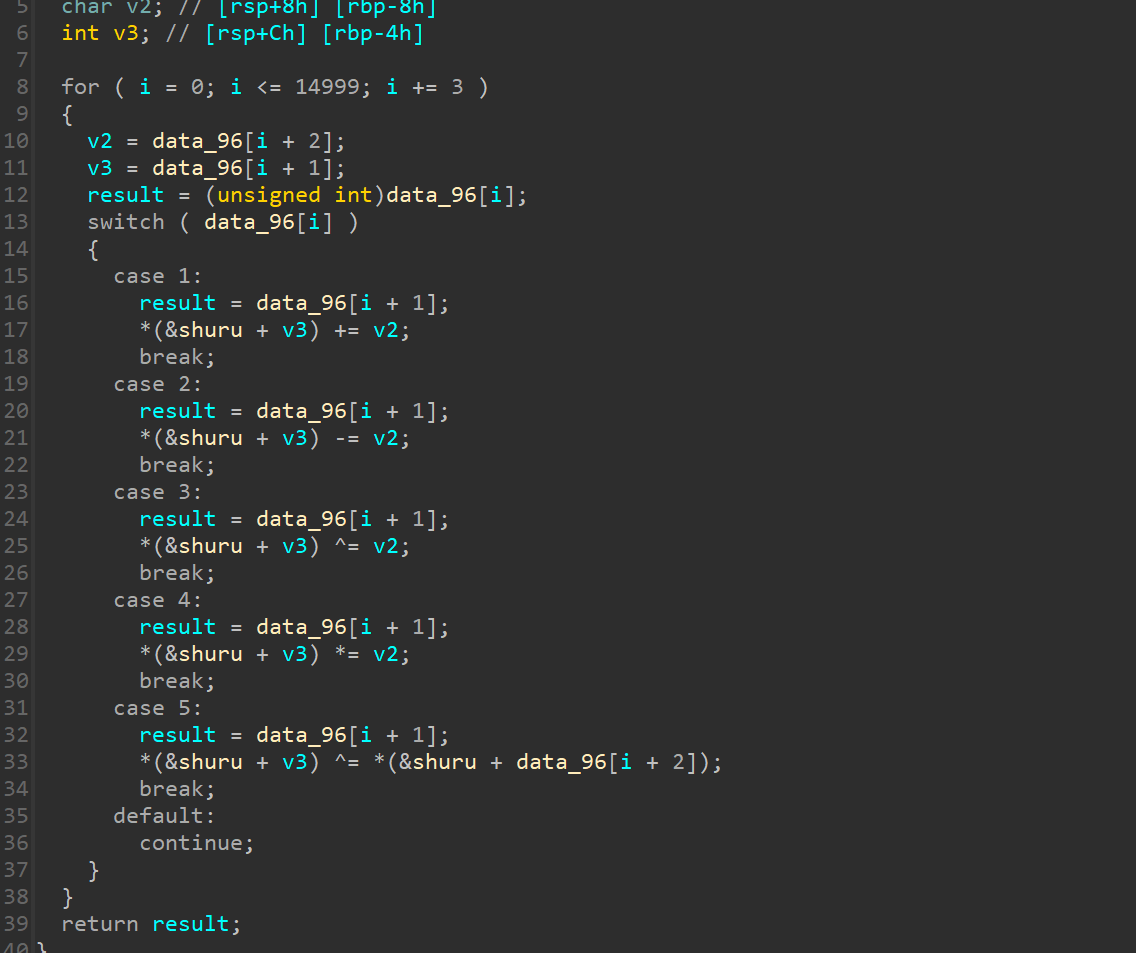 5 char v2; // [rsp+8h] [rbp-8h]
6 int v3; // [rsp+Ch] [rbp-4h]
7
8 for ( i = 0; i <= 14999; i += 3 )
9 {
10 v2 = data_96[i + 2];
11 v3 = data_96[i + 1];
12 result = (unsigned int)data_96[i];
13 switch ( data_96[i] )
14 {
15 case 1:
16 result = data_96[i + 1];
17 *(&shuru + v3) += v2;
18 break;
19 case 2:
20 result = data_96[i + 1];
21 *(&shuru + v3) -= v2;
22 break;
23 case 3:
24 result = data_96[i + 1];
25 *(&shuru + v3) ^= v2;
26 break;
27 case 4:
28 result = data_96[i + 1];
29 *(&shuru + v3) *= v2;
30 break;
31 case 5:
32 result = data_96[i + 1];
33 *(&shuru + v3) ^= *(&shuru + data_96[i + 2]);
34 break;
35 default:
36 continue;
37 }
38 }
39 return result;
40 }